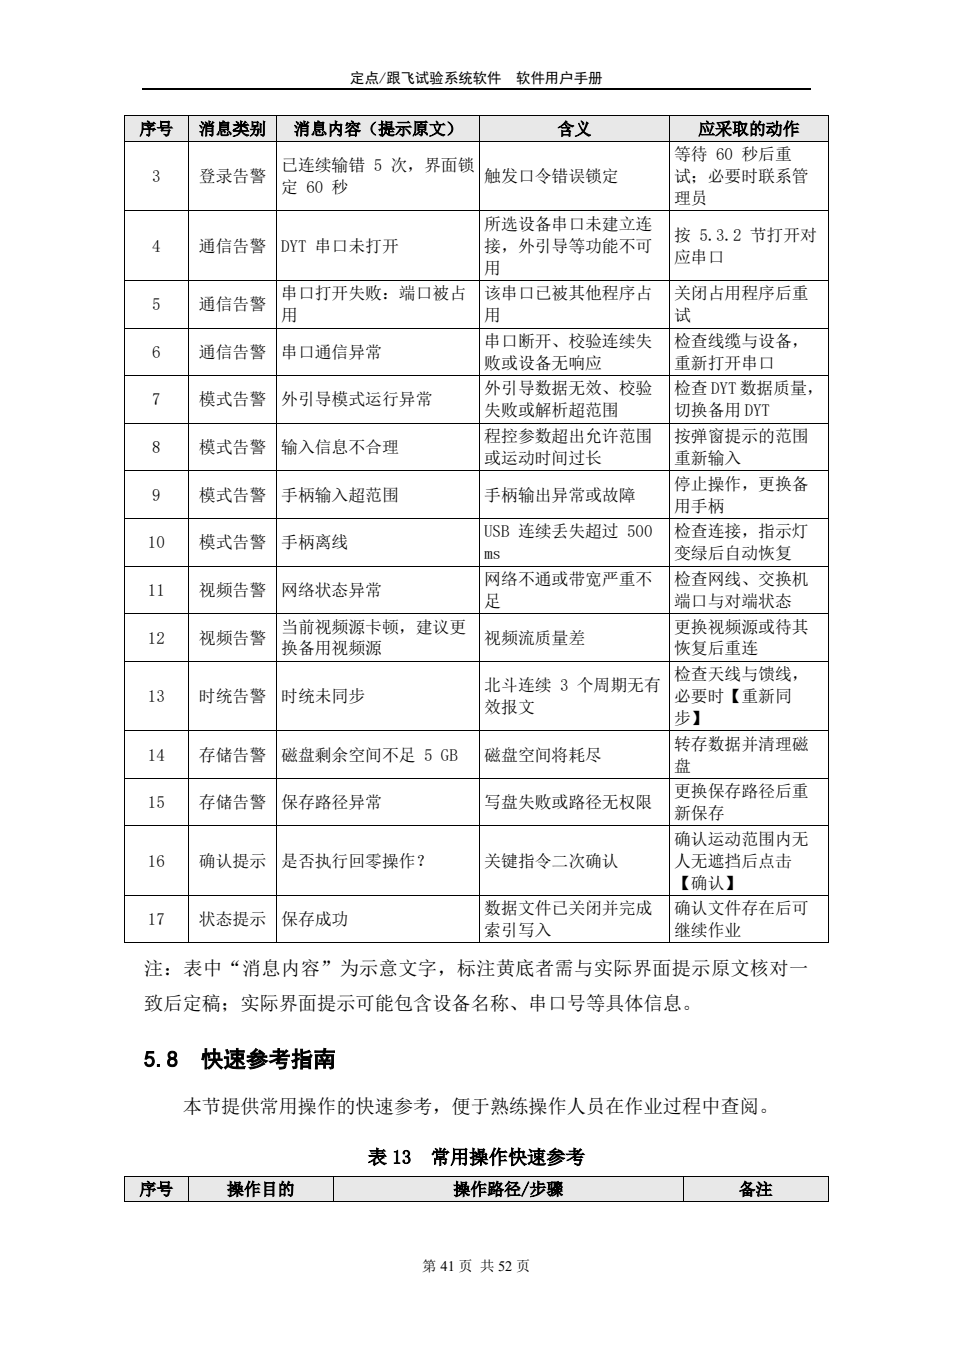 定点/跟飞试验系统软件　软件用户手册
序号 消息类别 消息内容（提示原文） 含义 应采取的动作
3 登录告警 已连续输错 5 次，界面锁定 60 秒 触发口令错误锁定 等待 60 秒后重试；必要时联系管理员
4 通信告警 DYT 串口未打开 所选设备串口未建立连接，外引导等功能不可用 按 5.3.2 节打开对应串口
5 通信告警 串口打开失败：端口被占用 该串口已被其他程序占用 关闭占用程序后重试
6 通信告警 串口通信异常 串口断开、校验连续失败或设备无响应 检查线缆与设备，重新打开串口
7 模式告警 外引导模式运行异常 外引导数据无效、校验失败或解析超范围 检查 DYT 数据质量，切换备用 DYT
8 模式告警 输入信息不合理 程控参数超出允许范围或运动时间过长 按弹窗提示的范围重新输入
9 模式告警 手柄输入超范围 手柄输出异常或故障 停止操作，更换备用手柄
10 模式告警 手柄离线 USB 连续丢失超过 500 ms 检查连接，指示灯变绿后自动恢复
11 视频告警 网络状态异常 网络不通或带宽严重不足 检查网线、交换机端口与对端状态
12 视频告警 当前视频源卡顿，建议更换备用视频源 视频流质量差 更换视频源或待其恢复后重连
13 时统告警 时统未同步 北斗连续 3 个周期无有效报文 检查天线与馈线，必要时【重新同步】
14 存储告警 磁盘剩余空间不足 5 GB 磁盘空间将耗尽 转存数据并清理磁盘
15 存储告警 保存路径异常 写盘失败或路径无权限 更换保存路径后重新保存
16 确认提示 是否执行回零操作？ 关键指令二次确认 确认运动范围内无人无遮挡后点击【确认】
17 状态提示 保存成功 数据文件已关闭并完成索引写入 确认文件存在后可继续作业
注：表中“消息内容”为示意文字，标注黄底者需与实际界面提示原文核对一
致后定稿；实际界面提示可能包含设备名称、串口号等具体信息。
5.8　快速参考指南
本节提供常用操作的快速参考，便于熟练操作人员在作业过程中查阅。
表 13　常用操作快速参考
序号 操作目的 操作路径/步骤 备注
第 41 页 共 52 页